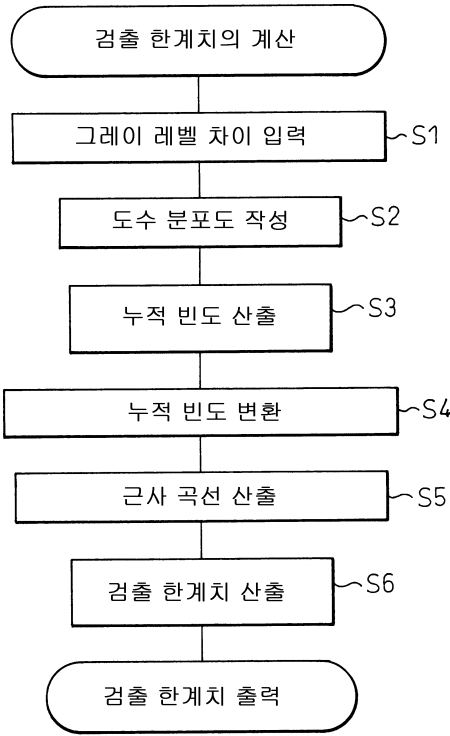 검출 한계치의 계산
그레이 레벨 차이 입력 S1
도수 분포도 작성 S2
누적 빈도 산출 S3
누적 빈도 변환 S4
근사 곡선 산출 S5
검출 한계치 산출 S6
검출 한계치 출력